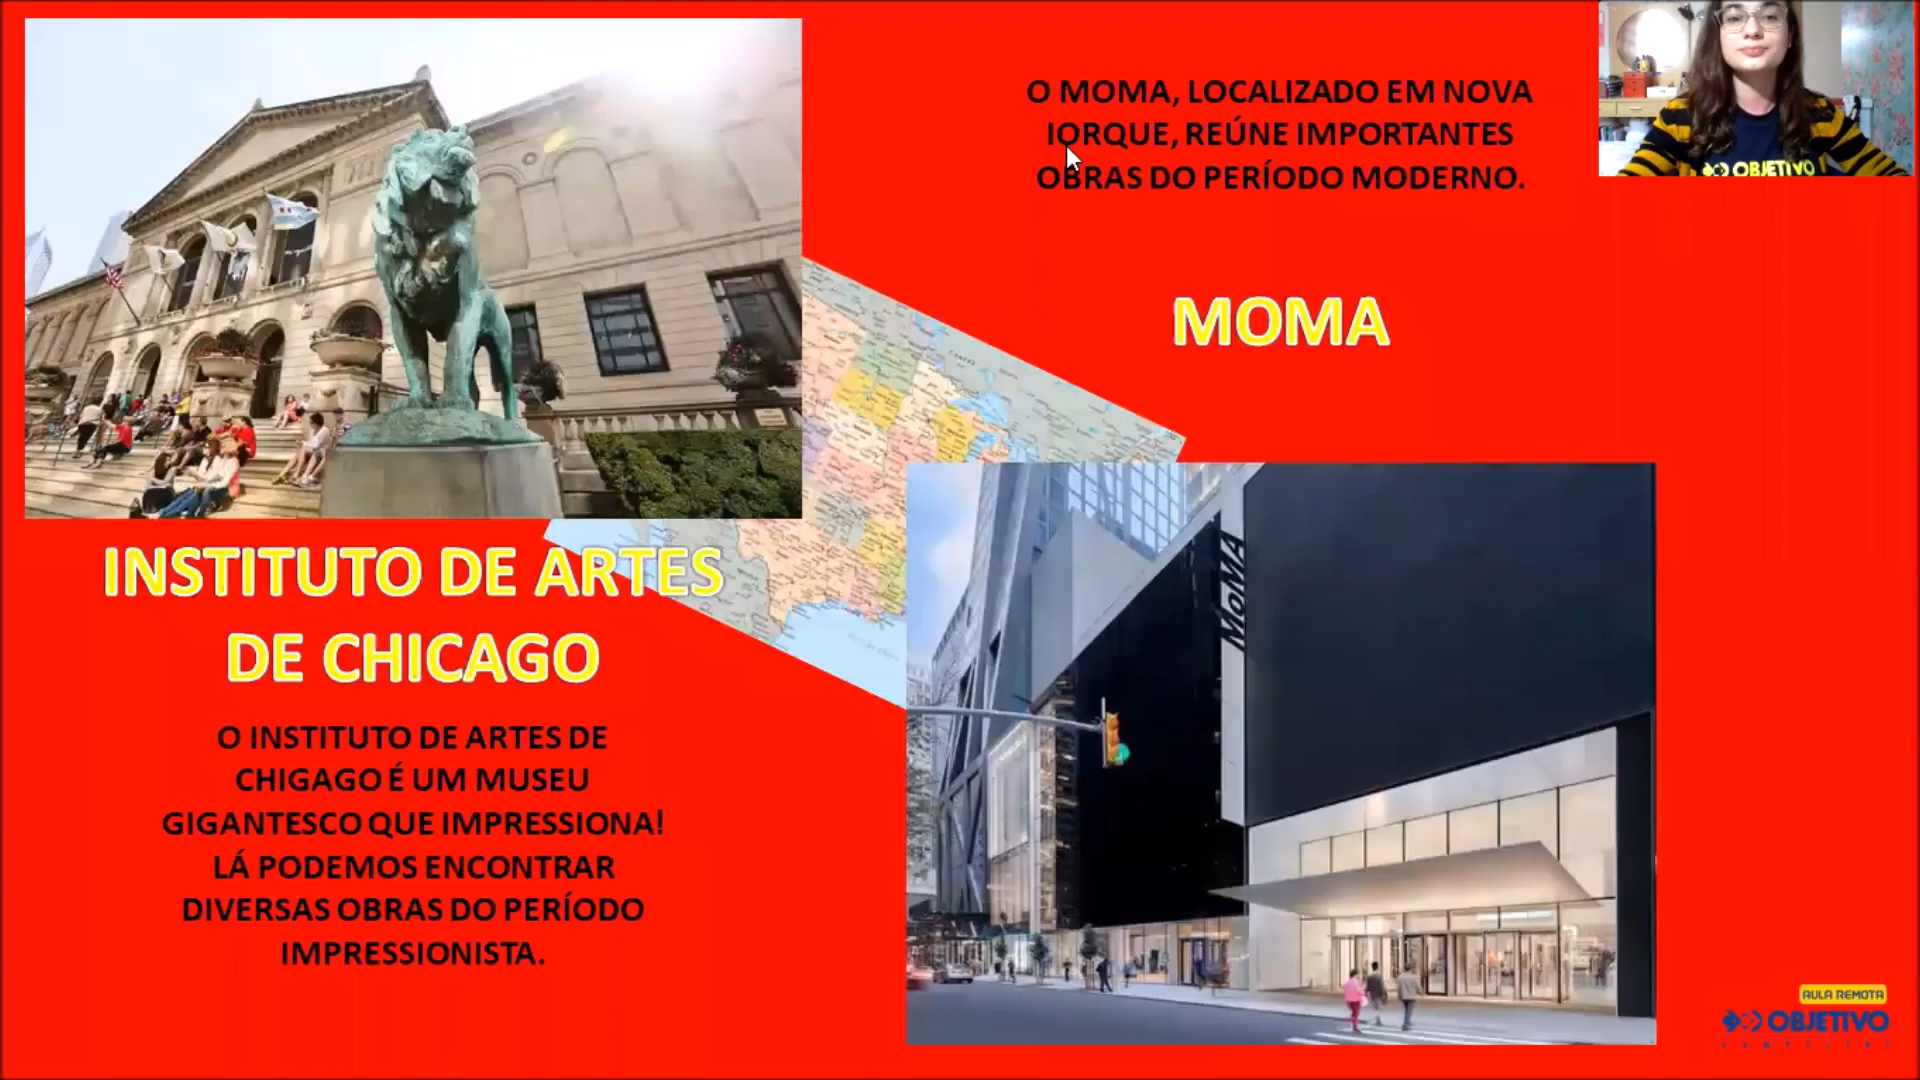 O MOMA, LOCALIZADO EM NOVA
IORQUE, REÚNE IMPORTANTES
OBRAS DO PERÍODO MODERNO.
OBJETIVO
MOMA
MoMA
INSTITUTO DE ARTES
DE CHICAGO
O INSTITUTO DE ARTES DE
CHIGAGO É UM MUSEU
GIGANTESCO QUE IMPRESSIONA!
LÁ PODEMOS ENCONTRAR
DIVERSAS OBRAS DO PERÍODO
IMPRESSIONISTA.
AULA REMOTA
OBJETIVO